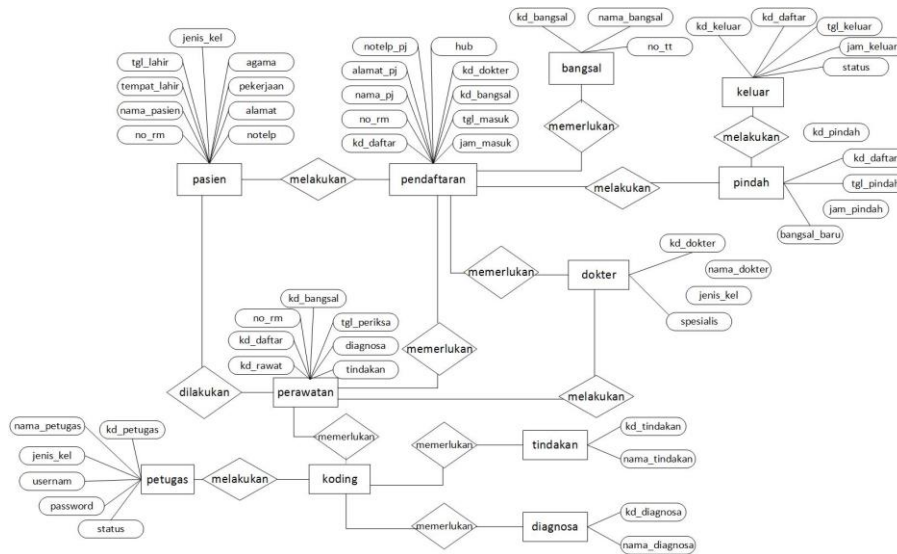 kd_bangsal
nama_bangsal
no_tt
bangsal
kd_keluar
kd_daftar
tgl_keluar
jam_keluar
status
keluar
jenis_kel
tgl_lahir
tempat_lahir
nama_pasien
no_rm
agama
pekerjaan
alamat
notelp
pasien
notelp_pj
alamat_pj
nama_pj
no_rm
kd_daftar
hub
kd_dokter
kd_bangsal
tgl_masuk
jam_masuk
pendaftaran
memerlukan
melakukan
melakukan
melakukan
kd_pindah
kd_daftar
tgl_pindah
jam_pindah
bangsal_baru
pindah
memerlukan
dokter
kd_dokter
nama_dokter
jenis_kel
spesialis
kd_bangsal
no_rm
kd_daftar
kd_rawat
tgl_periksa
diagnosa
tindakan
perawatan
memerlukan
dilakukan
melakukan
nama_petugas
kd_petugas
jenis_kel
usernam
password
status
petugas
melakukan
memerlukan
koding
memerlukan
tindakan
kd_tindakan
nama_tindakan
memerlukan
diagnosa
kd_diagnosa
nama_diagnosa